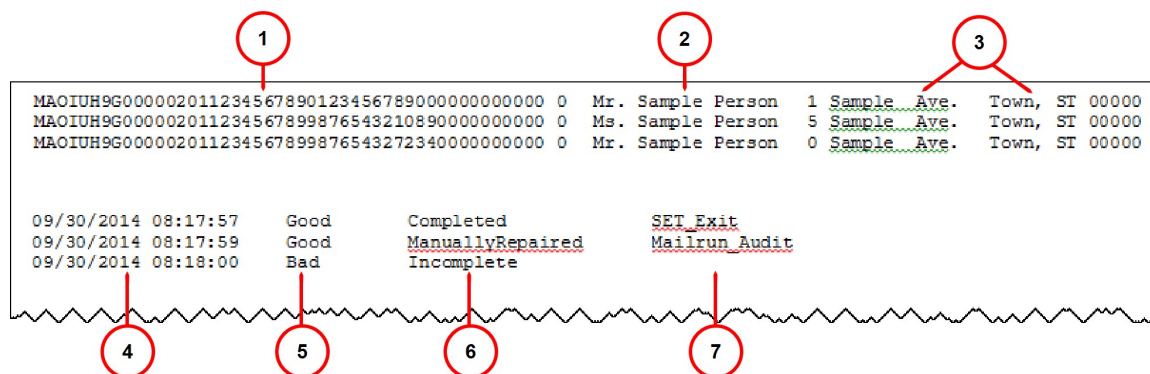 1 2 3
MAOIUH9G00000201123456789012345678900000000000 0 Mr. Sample Person 1 Sample Ave. Town, ST 00000
MAOIUH9G00000201123456789987654321089000000000 0 Ms. Sample Person 5 Sample Ave. Town, ST 00000
MAOIUH9G00000201123456789987654327234000000000 0 Mr. Sample Person 0 Sample Ave. Town, ST 00000
09/30/2014 08:17:57 Good Completed SET_Exit
09/30/2014 08:17:59 Good ManuallyRepaired Mailrun_Audit
09/30/2014 08:18:00 Bad Incomplete
4 5 6 7